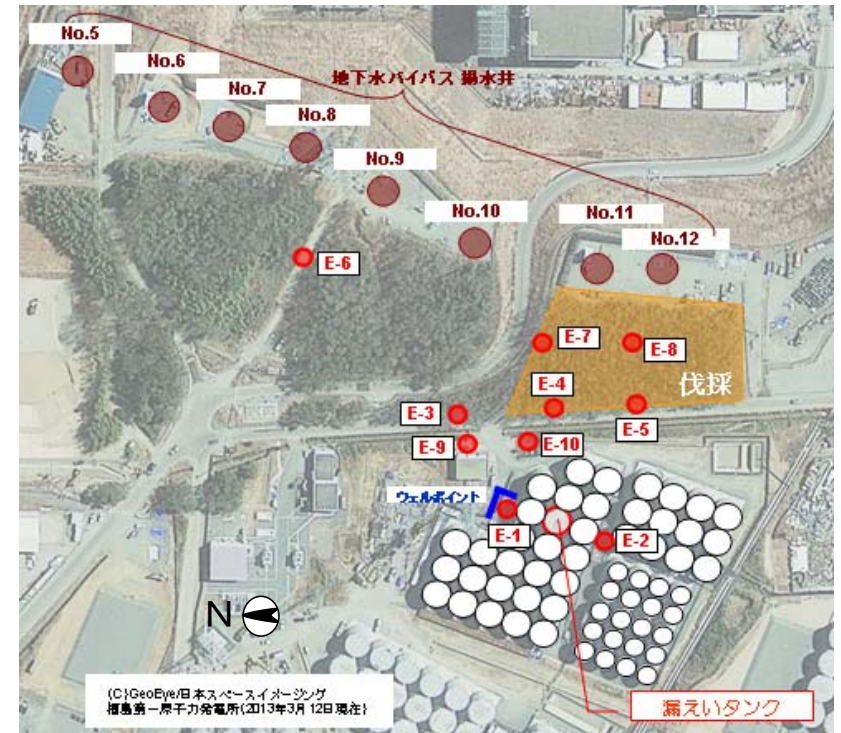 No.5
No.6
No.7
No.8
地下水バイパス 揚水井
No.9
No.10
No.11
No.12
E-6
E-7
E-8
伐採
E-4
E-5
E-3
E-9
E-10
ウェルポイント
E-1
E-2
N
(C)GeoEye/日本スペースイメージング
福島第一原子力発電所(2013年3月12日現在)
漏えいタンク